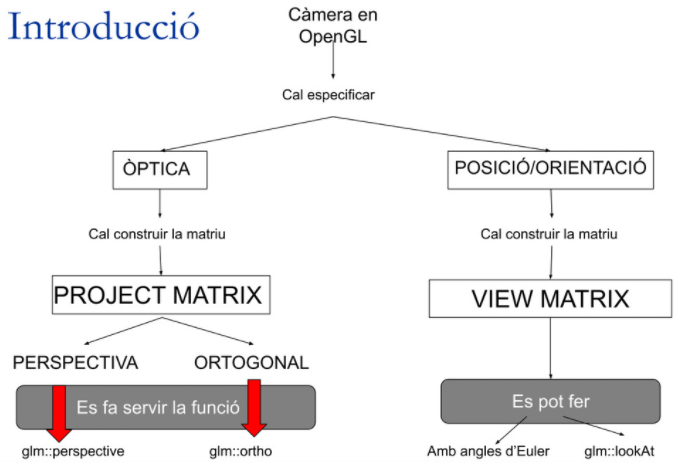 Introducció
Càmera en
OpenGL
Cal especificar
ÒPTICA
POSICIÓ/ORIENTACIÓ
Cal construir la matriu
Cal construir la matriu
PROJECT MATRIX
VIEW MATRIX
PERSPECTIVA
ORTOGONAL
Es fa servir la funció
Es pot fer
glm::perspective
glm::ortho
Amb angles d'Euler
glm::lookAt